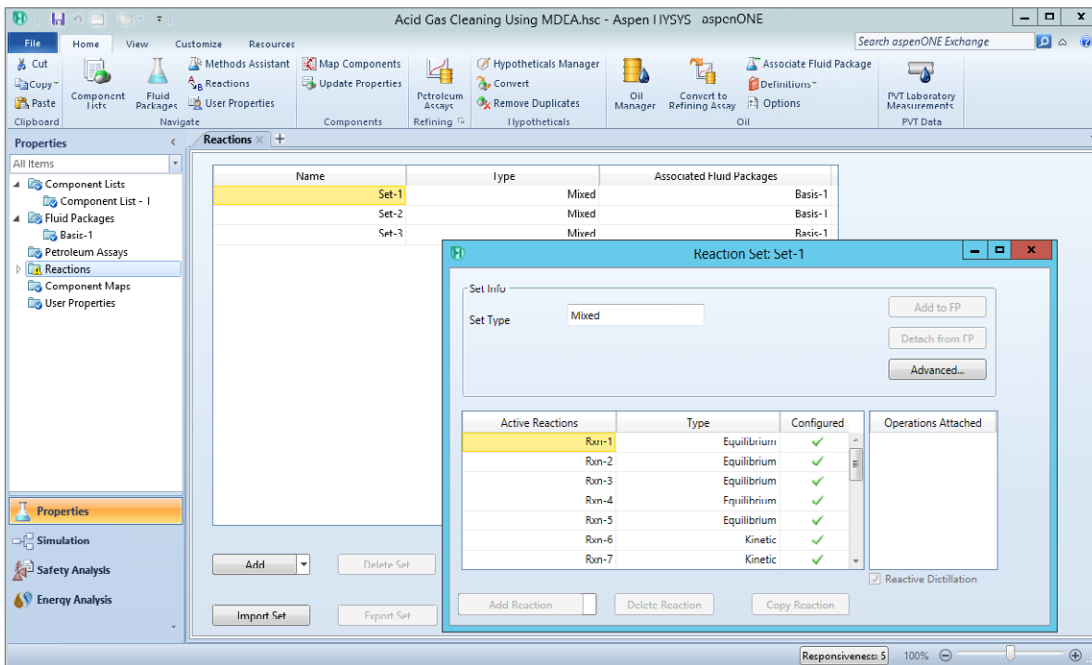 Acid Gas Cleaning Using MDEA.hsc - Aspen HYSYS aspenONE
File Home View Customize Resources Search aspenONE Exchange
Cut Methods Assistant Map Components Hypotheticals Manager Associate Fluid Package
Copy Reactions Update Properties Convert Definitions
Paste Component Lists Fluid Packages User Properties Petroleum Assays Remove Duplicates Oil Manager Convert to Refining Assay Options PVT Laboratory Measurements
Clipboard Navigate Components Refining Hypotheticals Oil PVT Data
Properties < Reactions × +
All Items
Component Lists
Component List - 1
Fluid Packages
Basis-1
Petroleum Assays
Reactions
Component Maps
User Properties
Name Type Associated Fluid Packages
Set-1 Mixed Basis-1
Set-2 Mixed Basis-1
Set-3 Mixed Basis-1
Reaction Set: Set-1
Set Info
Set Type Mixed Add to FP
Detach from FP
Advanced...
Active Reactions Type Configured Operations Attached
Rxn-1 Equilibrium
Rxn-2 Equilibrium
Rxn-3 Equilibrium
Rxn-4 Equilibrium
Rxn-5 Equilibrium
Rxn-6 Kinetic
Rxn-7 Kinetic
Reactive Distillation
Add Reaction Delete Reaction Copy Reaction
Properties
Simulation
Safety Analysis
Energy Analysis
Add Delete Set
Import Set Export Set
Responsiveness: 5 100%